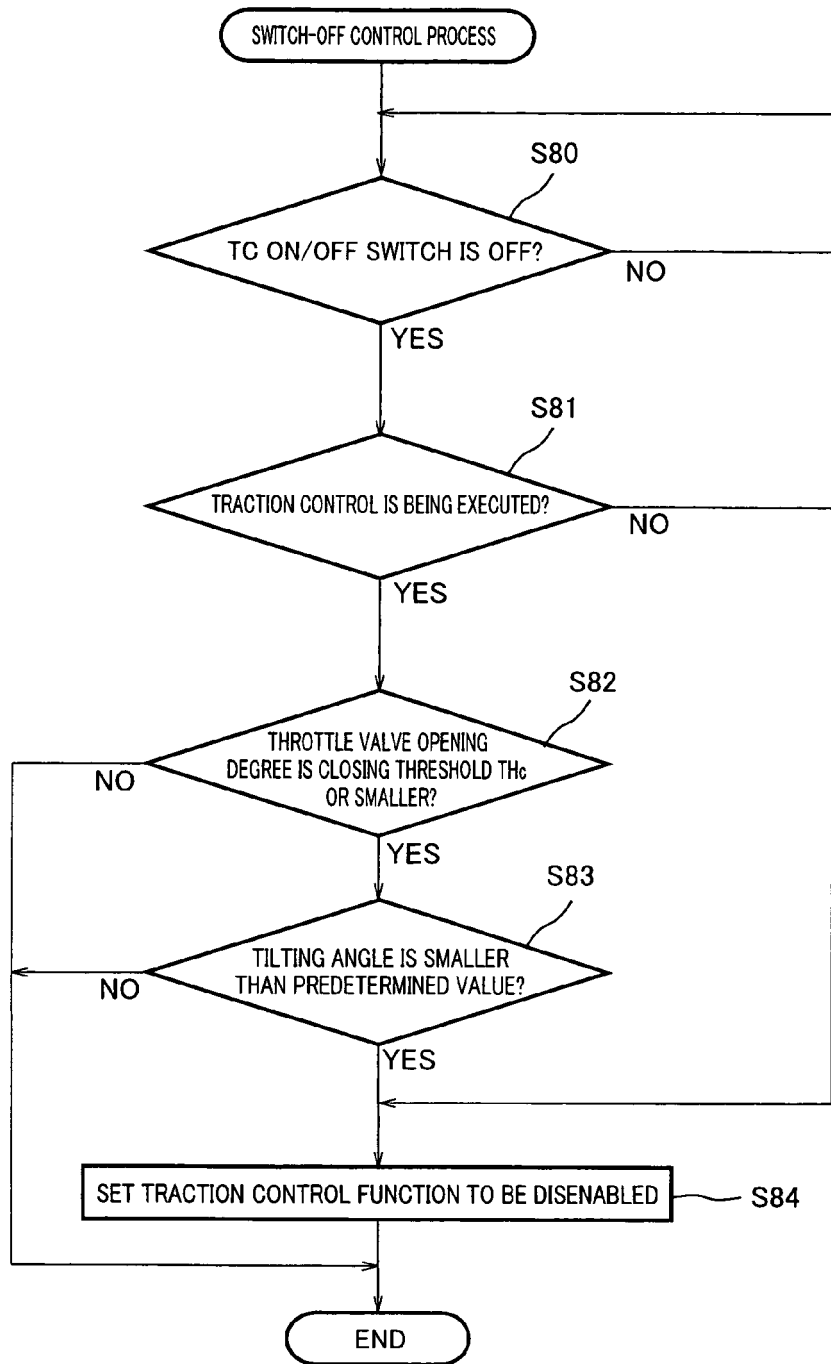 SWITCH-OFF CONTROL PROCESS
S80
TC ON/OFF SWITCH IS OFF?
NO
YES
S81
TRACTION CONTROL IS BEING EXECUTED?
NO
YES
S82
THROTTLE VALVE OPENING
DEGREE IS CLOSING THRESHOLD THc
OR SMALLER?
NO
YES
S83
TILTING ANGLE IS SMALLER
THAN PREDETERMINED VALUE?
NO
YES
SET TRACTION CONTROL FUNCTION TO BE DISENABLED
S84
END